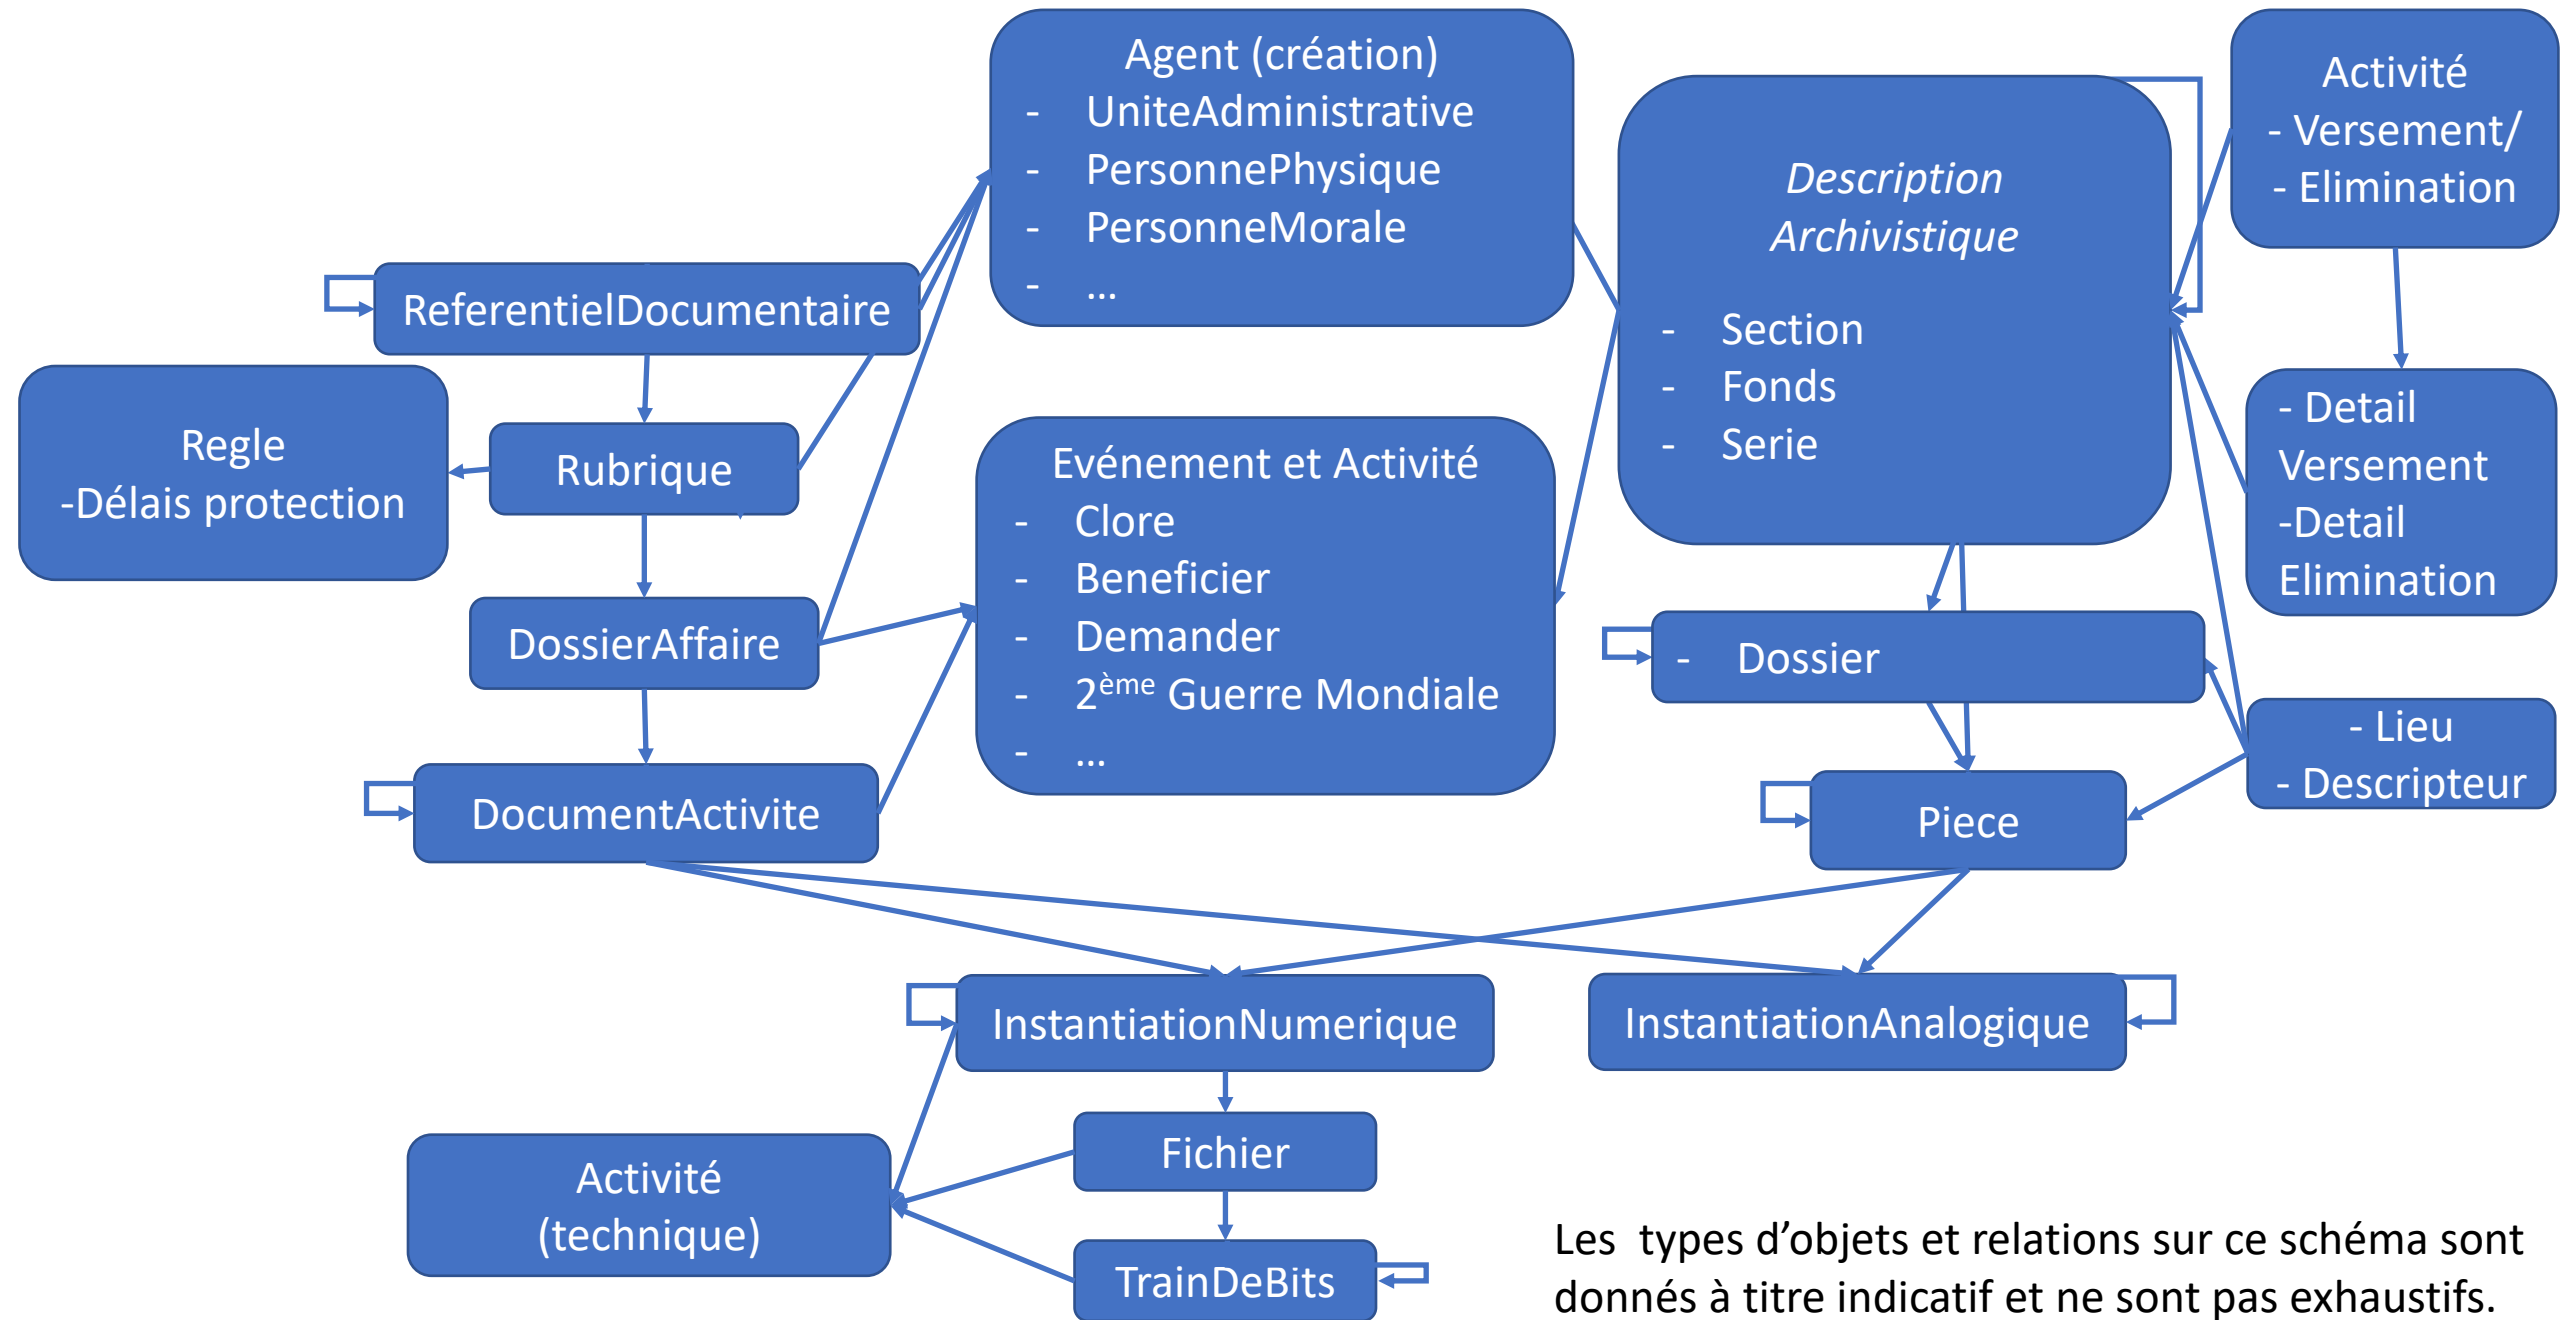 Agent (création)
- UniteAdministrative
- PersonnePhysique
- PersonneMorale
- ...
Description
Archivistique
- Section
- Fonds
- Serie
Activité
- Versement/
- Elimination
ReferentielDocumentaire
Regle
-Délais protection
Rubrique
Evénement et Activité
- Clore
- Beneficier
- Demander
- 2ème Guerre Mondiale
- ...
- Detail
Versement
-Detail
Elimination
DossierAffaire
- Dossier
- Lieu
- Descripteur
DocumentActivite
Piece
InstantiationNumerique
InstantiationAnalogique
Fichier
Activité
(technique)
TrainDeBits
Les types d’objets et relations sur ce schéma sont
donnés à titre indicatif et ne sont pas exhaustifs.